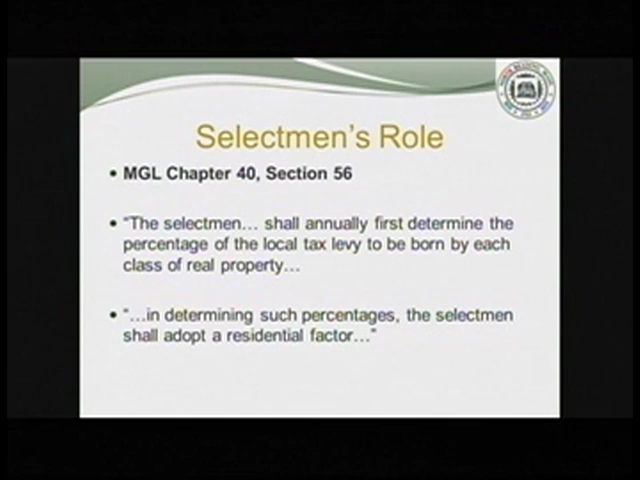 Selectmen's Role
• MGL Chapter 40, Section 56
• "The selectmen... shall annually first determine the
percentage of the local tax levy to be born by each
class of real property...
• "...in determining such percentages, the selectmen
shall adopt a residential factor..."